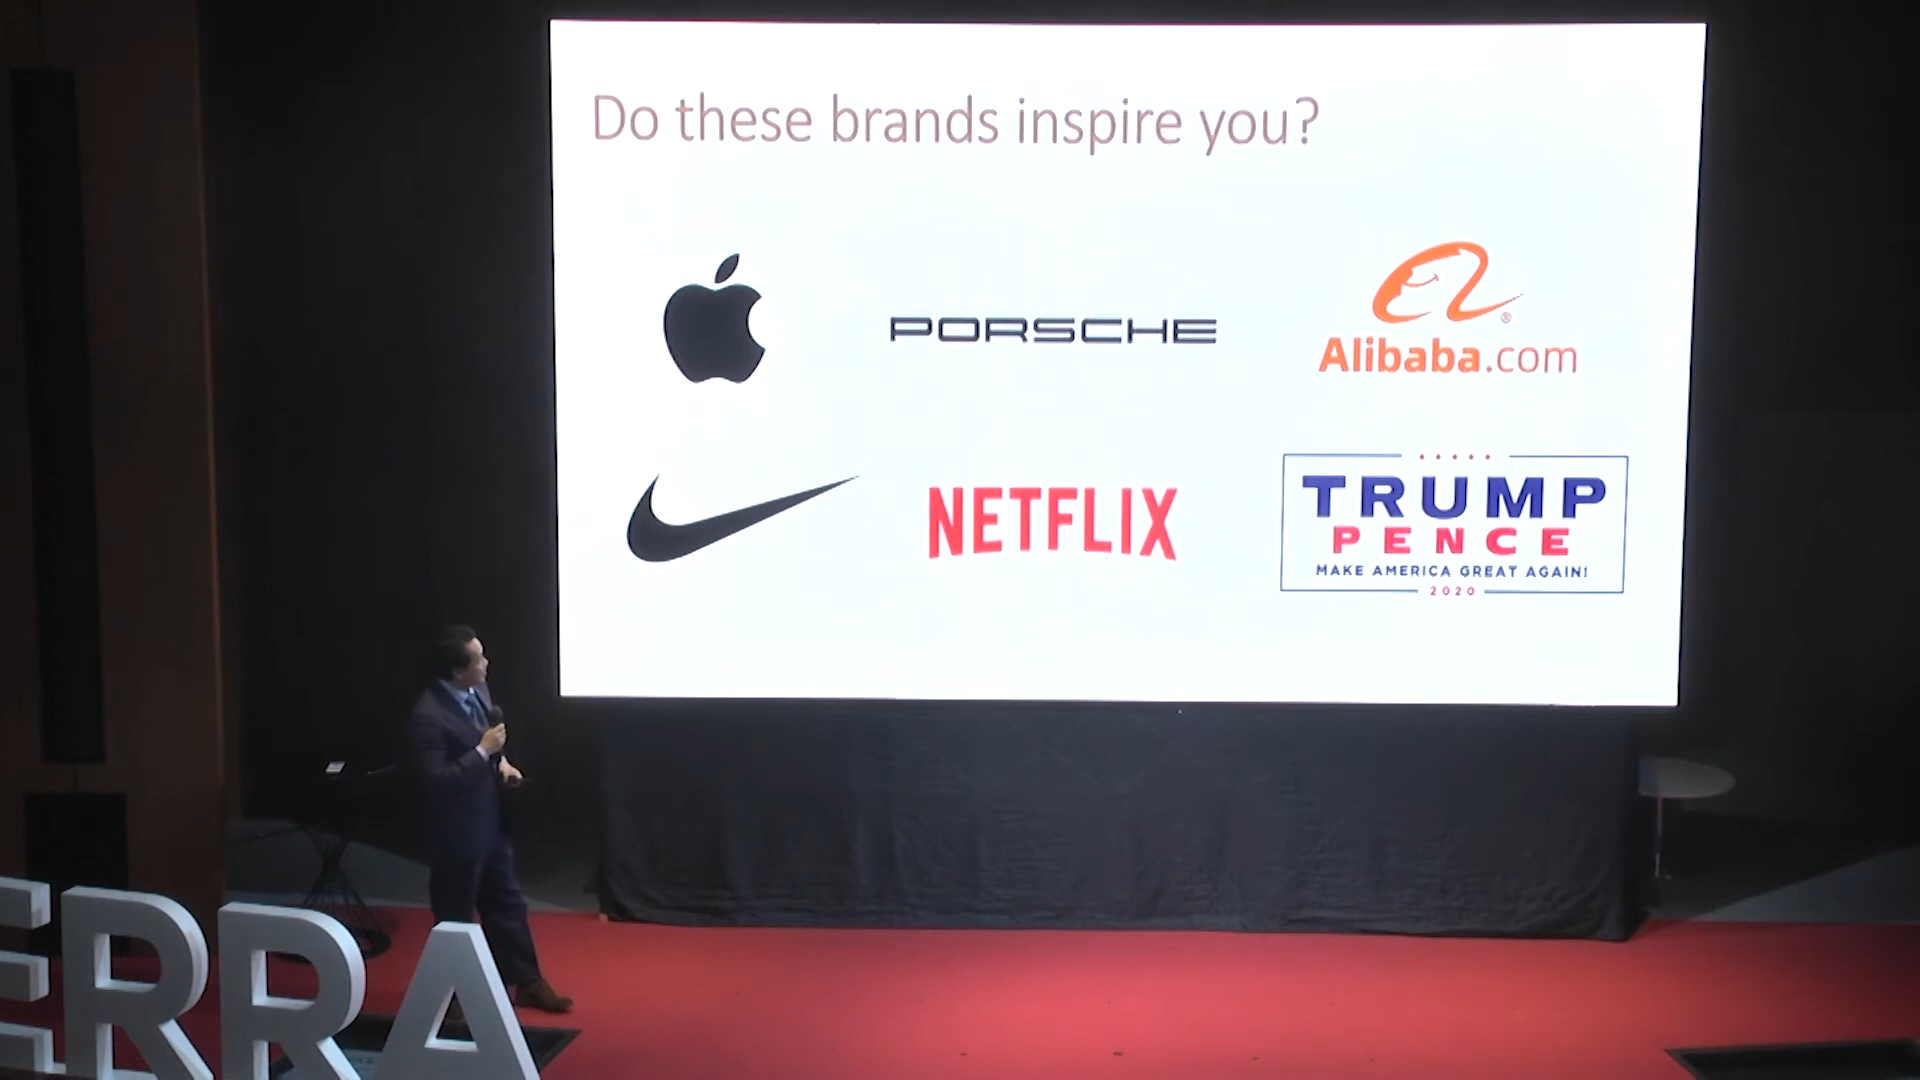 Do these brands inspire you?
PORSCHE
Alibaba.com
NETFLIX
TRUMP
PENCE
MAKE AMERICA GREAT AGAIN!
2020
ERRA